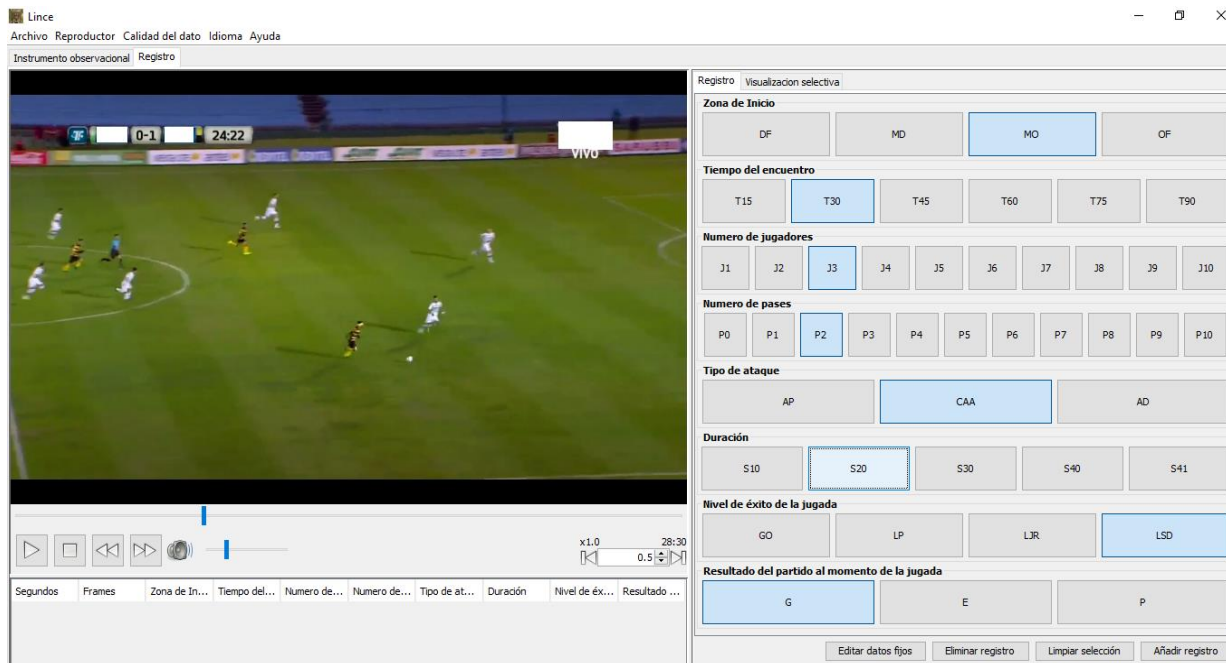 Lince
Archivo Reproductor Calidad del dato Idioma Ayuda
Instrumento observacional Registro
0-1 24:22
VIVO
x1.0 28:30
0.5
Segundos Frames Zona de In... Tiempo del... Numero de... Numero de... Tipo de at... Duración Nivel de éx... Resultado ...
Registro Visualizacion selectiva
Zona de Inicio
DF MD MO OF
Tiempo del encuentro
T15 T30 T45 T60 T75 T90
Numero de jugadores
J1 J2 J3 J4 J5 J6 J7 J8 J9 J10
Numero de pases
P0 P1 P2 P3 P4 P5 P6 P7 P8 P9 P10
Tipo de ataque
AP CAA AD
Duración
S10 S20 S30 S40 S41
Nivel de éxito de la jugada
GO LP LJR LSD
Resultado del partido al momento de la jugada
G E P
Editar datos fijos Eliminar registro Limpiar selección Añadir registro